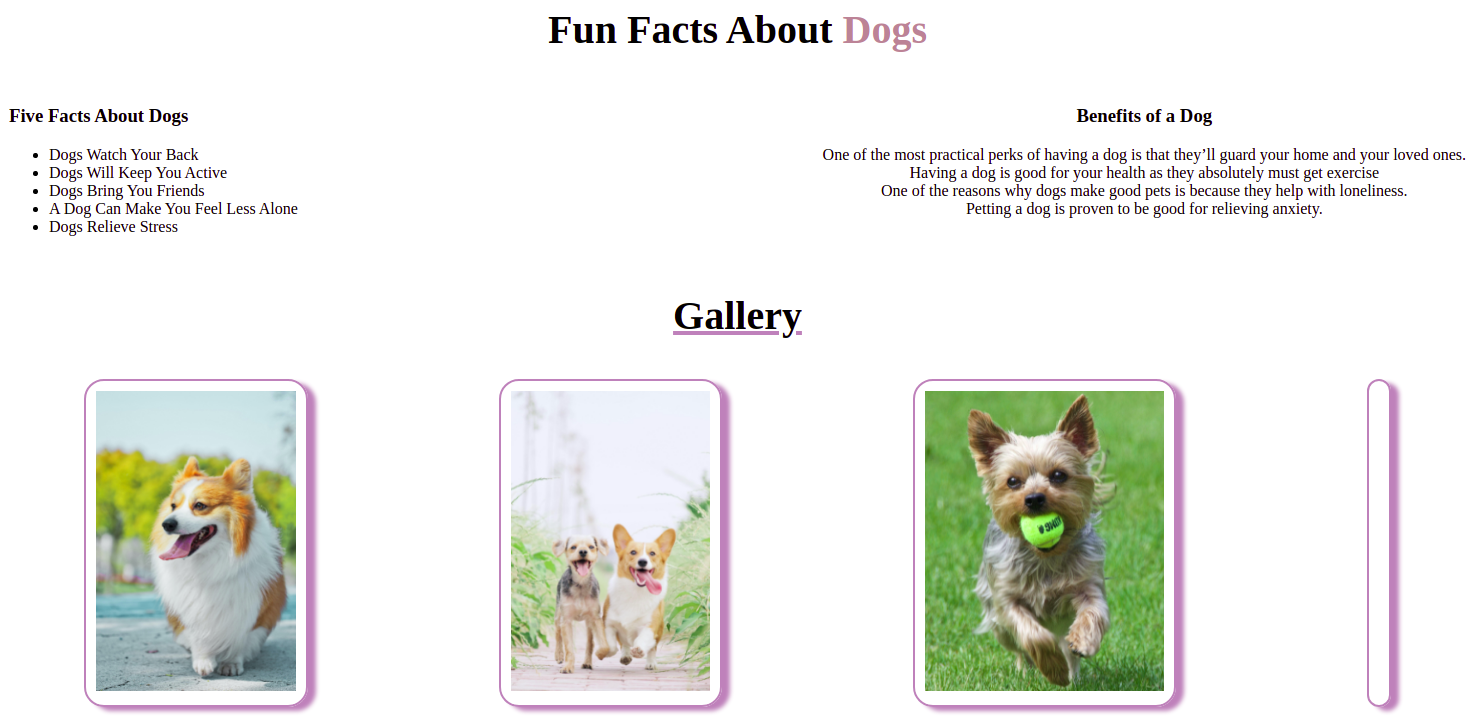 Fun Facts About Dogs
Five Facts About Dogs
Dogs Watch Your Back
Dogs Will Keep You Active
Dogs Bring You Friends
A Dog Can Make You Feel Less Alone
Dogs Relieve Stress
Benefits of a Dog
One of the most practical perks of having a dog is that they’ll guard your home and your loved ones.
Having a dog is good for your health as they absolutely must get exercise
One of the reasons why dogs make good pets is because they help with loneliness.
Petting a dog is proven to be good for relieving anxiety.
Gallery